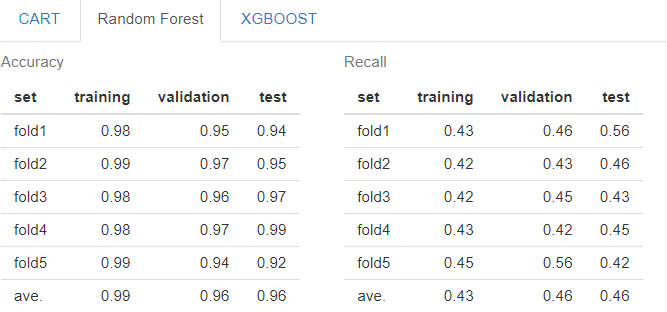 CART Random Forest XGBOOST
Accuracy
set training validation test
fold1 0.98 0.95 0.94
fold2 0.99 0.97 0.95
fold3 0.98 0.96 0.97
fold4 0.98 0.97 0.99
fold5 0.99 0.94 0.92
ave. 0.99 0.96 0.96
Recall
set training validation test
fold1 0.43 0.46 0.56
fold2 0.42 0.43 0.46
fold3 0.42 0.45 0.43
fold4 0.43 0.42 0.45
fold5 0.45 0.56 0.42
ave. 0.43 0.46 0.46